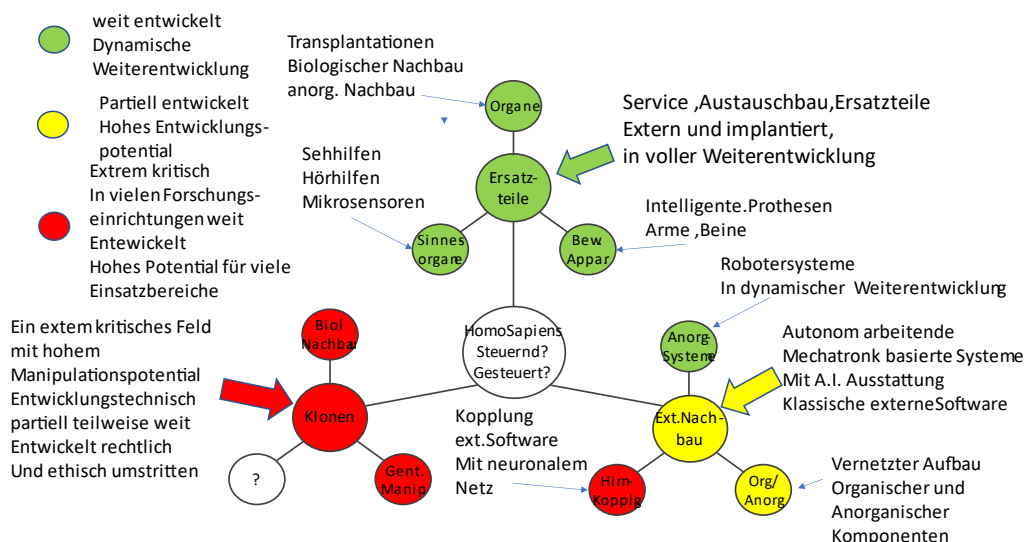 weit entwickelt
Dynamische
Weiterentwicklung
Partiell entwickelt
Hohes Entwicklungs-
potential
Extrem kritisch
In vielen Forschungs-
einrichtungen weit
Entewickelt
Hohes Potential für viele
Einsatzbereiche
Transplantationen
Biologischer Nachbau
anorg. Nachbau
Organe
Service ,Austauschbau,Ersatzteile
Extern und implantiert,
in voller Weiterentwicklung
Ersatz-
teile
Sehhilfen
Hörhilfen
Mikrosensoren
Sinnes
organe
Bew.
Appar
Intelligente.Prothesen
Arme ,Beine
Robotersysteme
In dynamischer Weiterentwicklung
HomoSapiens
Steuernd?
Gesteuert?
Anorg-
Systeme
Autonom arbeitende
Mechatronk basierte Systeme
Mit A.I. Ausstattung
Klassische externeSoftware
Ein extem kritisches Feld
mit hohem
Manipulationspotential
Entwicklungstechnisch
partiell teilweise weit
Entwickelt rechtlich
Und ethisch umstritten
Biol.
Nachbau
Klonen
?
Gent.
Manip
Kopplung
ext.Software
Mit neuronalem
Netz
Ext.Nach-
bau
Hirn-
Kopplg
Org/
Anorg
Vernetzter Aufbau
Organischer und
Anorganischer
Komponenten